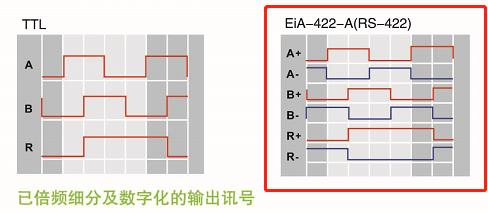 TTL
A
B
R
已倍频细分及数字化的输出讯号
EiA-422-A(RS-422)
A+
A-
B+
B-
R+
R-